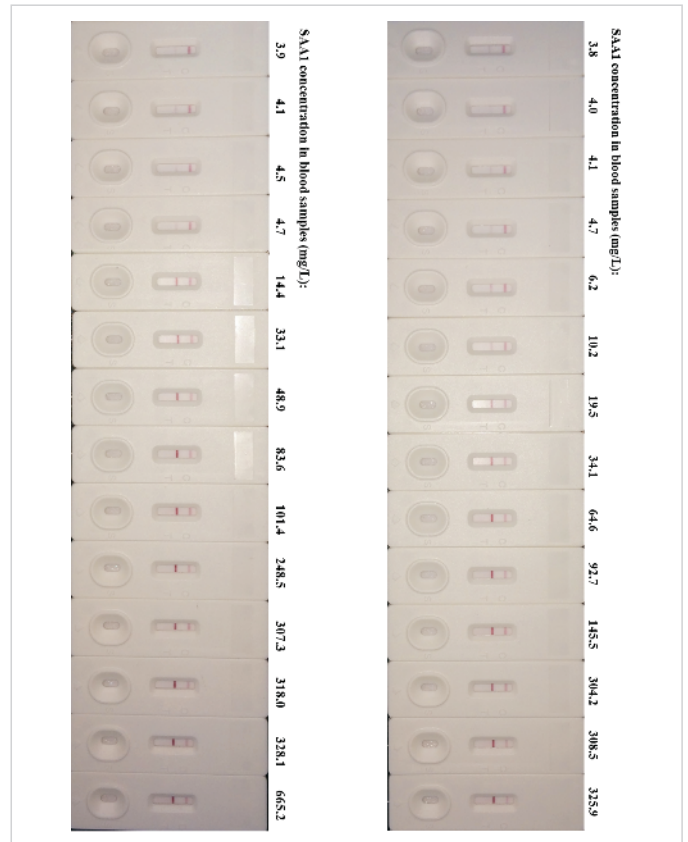 SAA1 concentration in blood samples (mg/L):
3.8 4.0 4.1 4.7 6.2 10.2 19.5 34.1 64.6 92.7 145.5 304.2 308.5 325.9
SAA1 concentration in blood samples (mg/L):
3.9 4.1 4.5 4.7 14.4 33.1 48.9 83.6 101.4 248.5 307.3 318.0 328.1 665.2